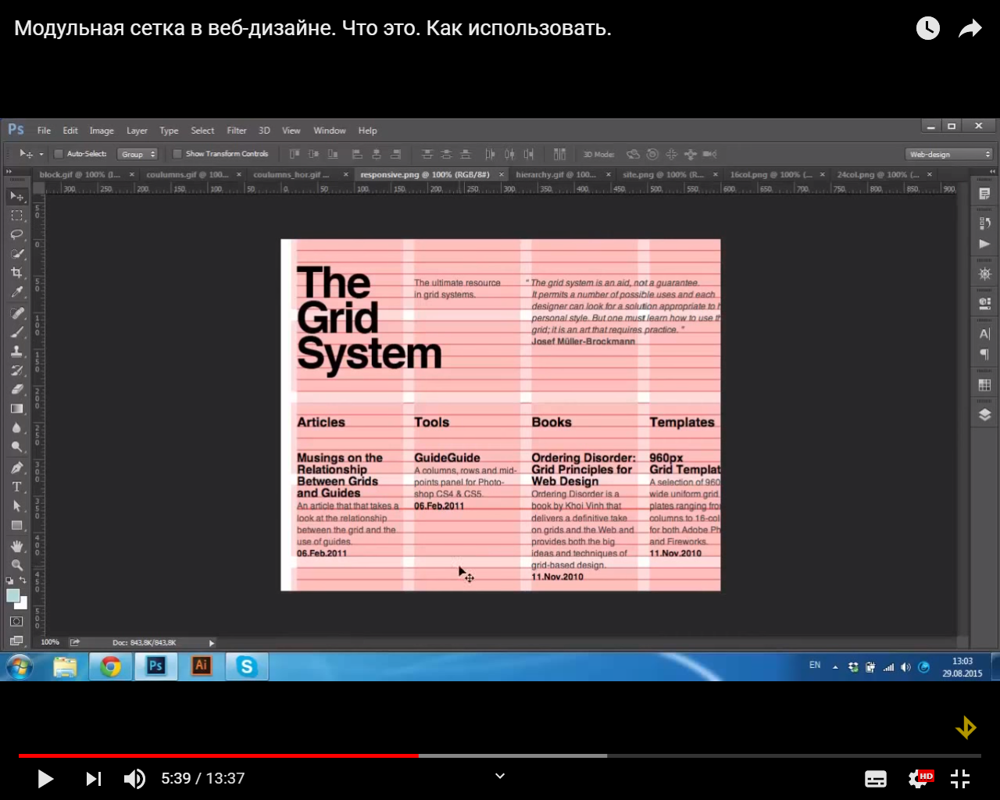 Модульная сетка в веб-дизайне. Что это. Как использовать.
Ps File Edit Image Layer Type Select Filter 3D View Window Help
Auto-Select: Group Show Transform Controls 3D Mode: Web-design
block.gif @ 100% (I... × coulumns.gif @ 100... × coulumns_hor.gif ... × responsive.png @ 100% (RGB/8#) × hierarchy.gif @ 100... × site.png @ 100% (R... × 16col.png @ 100% (... × 24col.png @ 100% (... ×
300 250 200 150 100 50 0 50 100 150 200 250 300 350 400 450 500 550 600 650 700 750 800 850 900
The
Grid
System
The ultimate resource
in grid systems.
“ The grid system is an aid, not a guarantee.
It permits a number of possible uses and each
designer can look for a solution appropriate to h
personal style. But one must learn how to use th
grid; it is an art that requires practice. ”
Josef Müller-Brockmann
Articles
Musings on the
Relationship
Between Grids
and Guides
An article that that takes a
look at the relationship
between the grid and the
use of guides.
06.Feb.2011
Tools
GuideGuide
A columns, rows and mid-
points panel for Photo-
shop CS4 & CS5.
06.Feb.2011
Books
Ordering Disorder:
Grid Principles for
Web Design
Ordering Disorder is a
book by Khoi Vinh that
delivers a definitive take
on grids and the Web and
provides both the big
ideas and techniques of
grid-based design.
11.Nov.2010
Templates
960px
Grid Templat
A selection of 960
wide uniform grid
plates ranging fro
columns to 16-col
for both Adobe Ph
and Fireworks.
11.Nov.2010
100% Doc: 843,8K/843,8K
Ps Ai S
EN
13:03
29.08.2015
5:39 / 13:37
HD